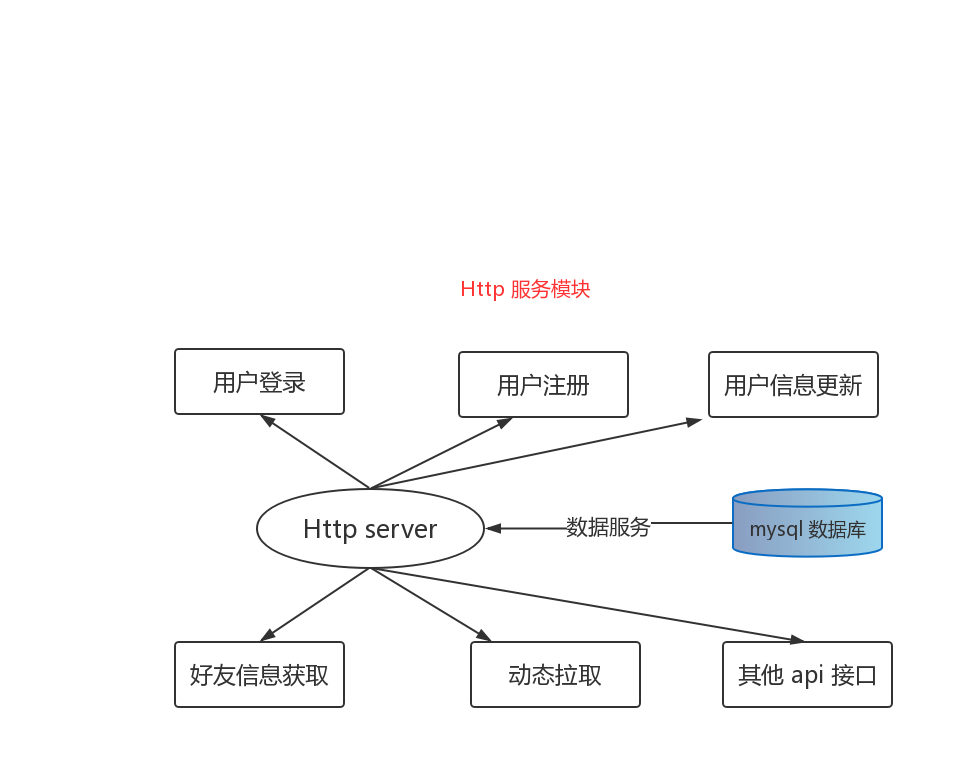 Http 服务模块
用户登录
用户注册
用户信息更新
Http server
数据服务
mysql 数据库
好友信息获取
动态拉取
其他 api 接口